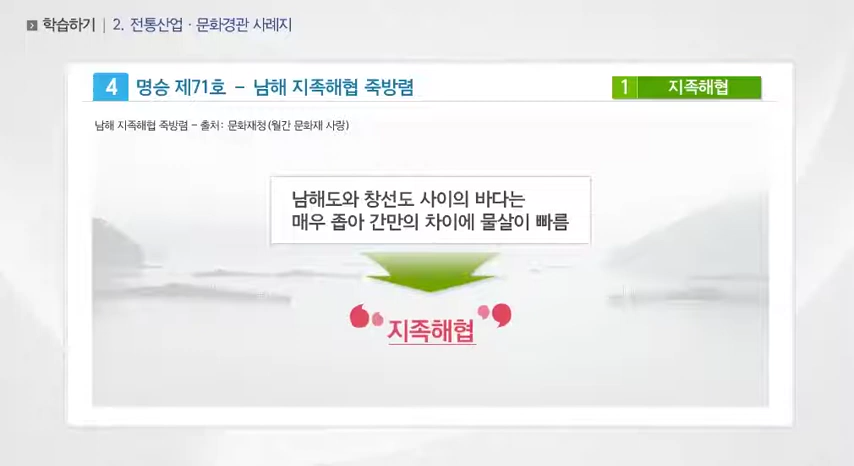 학습하기 | 2. 전통산업 · 문화경관 사례지
4 명승 제71호 – 남해 지족해협 죽방렴
1 지족해협
남해 지족해협 죽방렴 – 출처: 문화재청(월간 문화재 사랑)
남해도와 창선도 사이의 바다는
매우 좁아 간만의 차이에 물살이 빠름
“지족해협”